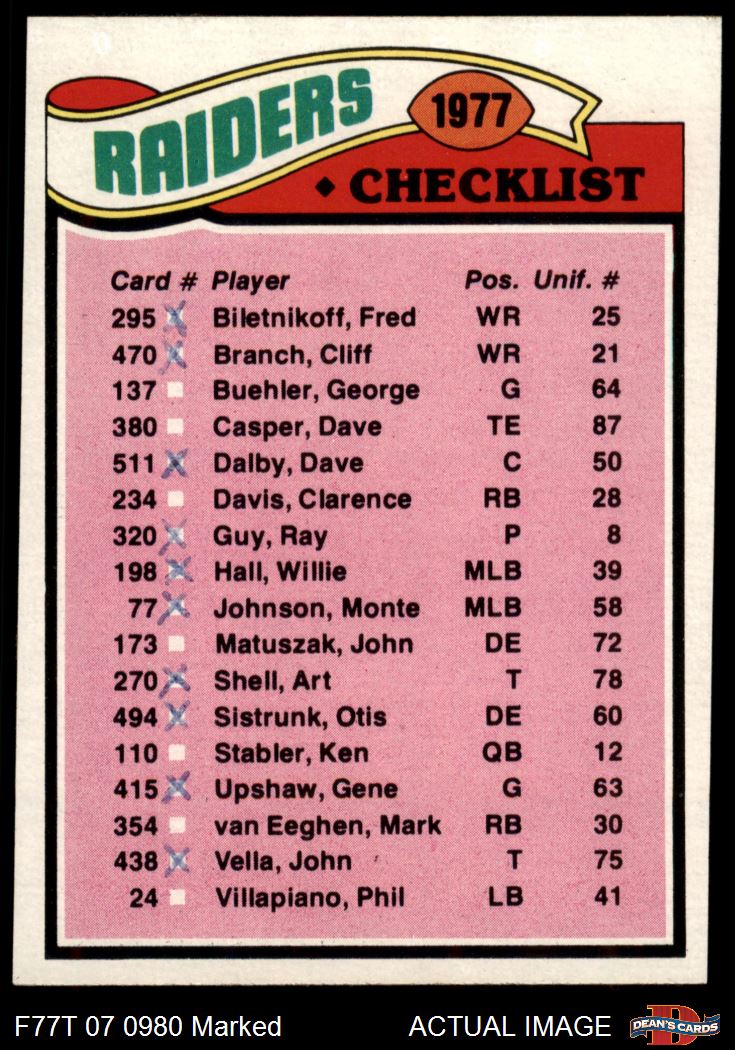 RAIDERS 1977
CHECKLIST
Card # Player Pos. Unif. #
295 Biletnikoff, Fred WR 25
470 Branch, Cliff WR 21
137 Buehler, George G 64
380 Casper, Dave TE 87
511 Dalby, Dave C 50
234 Davis, Clarence RB 28
320 Guy, Ray P 8
198 Hall, Willie MLB 39
77 Johnson, Monte MLB 58
173 Matuszak, John DE 72
270 Shell, Art T 78
494 Sistrunk, Otis DE 60
110 Stabler, Ken QB 12
415 Upshaw, Gene G 63
354 van Eeghen, Mark RB 30
438 Vella, John T 75
24 Villapiano, Phil LB 41
F77T 07 0980 Marked ACTUAL IMAGE DEAN'S CARDS